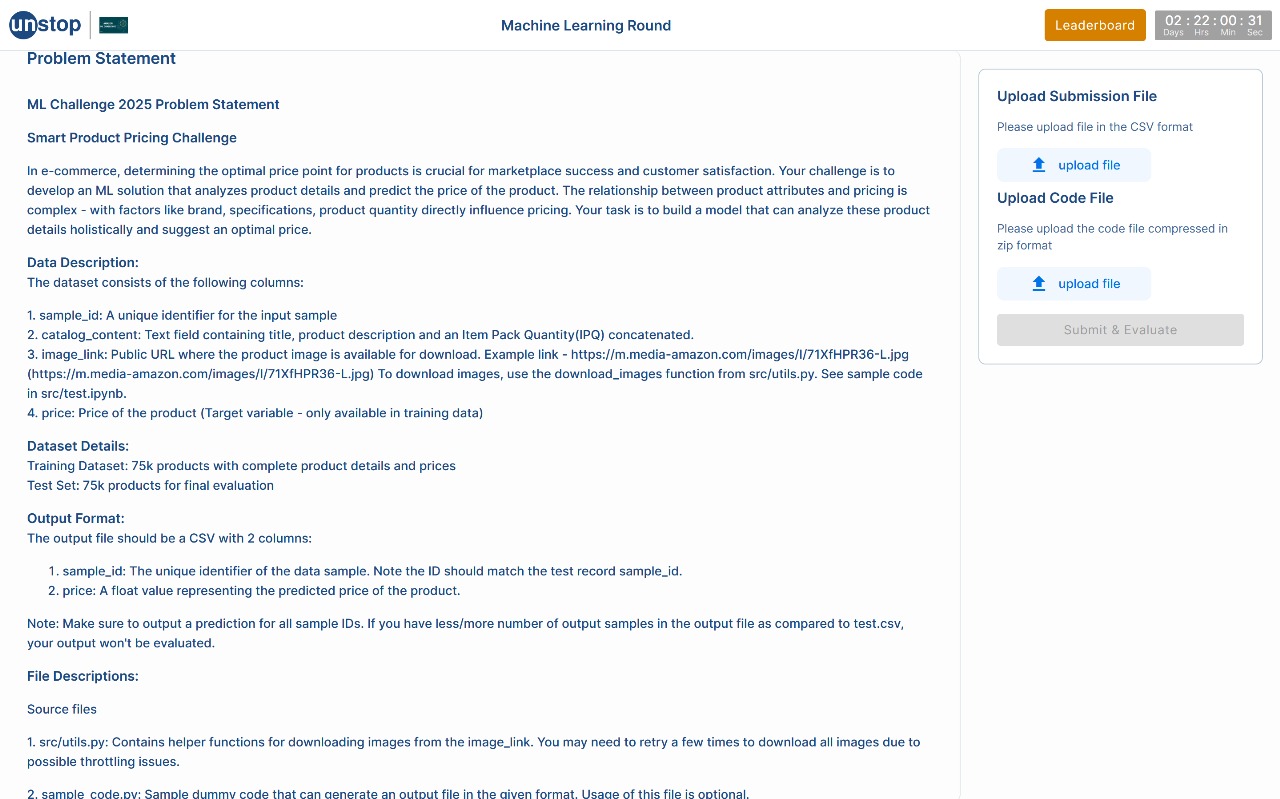 unstop
Machine Learning Round
Leaderboard
02 : 22 : 00 : 31
Days Hrs Min Sec
Problem Statement
ML Challenge 2025 Problem Statement
Smart Product Pricing Challenge
In e-commerce, determining the optimal price point for products is crucial for marketplace success and customer satisfaction. Your challenge is to
develop an ML solution that analyzes product details and predict the price of the product. The relationship between product attributes and pricing is
complex - with factors like brand, specifications, product quantity directly influence pricing. Your task is to build a model that can analyze these product
details holistically and suggest an optimal price.
Data Description:
The dataset consists of the following columns:
1. sample_id: A unique identifier for the input sample
2. catalog_content: Text field containing title, product description and an Item Pack Quantity(IPQ) concatenated.
3. image_link: Public URL where the product image is available for download. Example link - https://m.media-amazon.com/images/I/71XfHPR36-L.jpg
(https://m.media-amazon.com/images/I/71XfHPR36-L.jpg) To download images, use the download_images function from src/utils.py. See sample code
in src/test.ipynb.
4. price: Price of the product (Target variable - only available in training data)
Dataset Details:
Training Dataset: 75k products with complete product details and prices
Test Set: 75k products for final evaluation
Output Format:
The output file should be a CSV with 2 columns:
1. sample_id: The unique identifier of the data sample. Note the ID should match the test record sample_id.
2. price: A float value representing the predicted price of the product.
Note: Make sure to output a prediction for all sample IDs. If you have less/more number of output samples in the output file as compared to test.csv,
your output won't be evaluated.
File Descriptions:
Source files
1. src/utils.py: Contains helper functions for downloading images from the image_link. You may need to retry a few times to download all images due to
possible throttling issues.
2. sample_code.py: Sample dummy code that can generate an output file in the given format. Usage of this file is optional.
Upload Submission File
Please upload file in the CSV format
upload file
Upload Code File
Please upload the code file compressed in
zip format
upload file
Submit & Evaluate